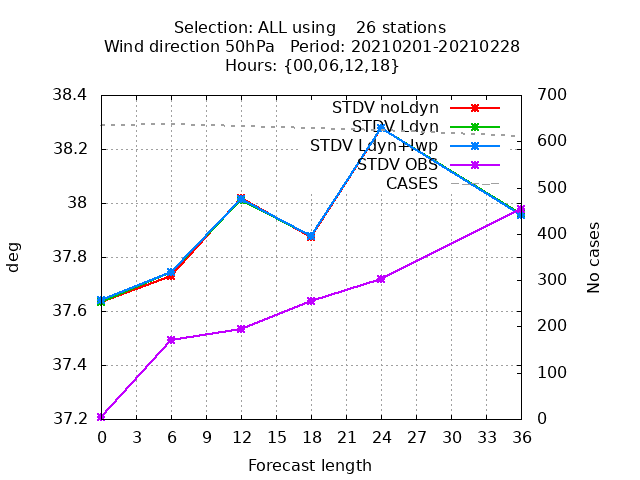 Selection: ALL using    26 stations
Wind direction 50hPa   Period: 20210201-20210228
Hours: {00,06,12,18}
STDV noLdyn
STDV Ldyn
STDV Ldyn+lwp
STDV OBS
CASES
38.4
38.2
38
37.8
37.6
37.4
37.2
700
600
500
400
300
200
100
0
deg
No cases
0 3 6 9 12 15 18 21 24 27 30 33 36
Forecast length